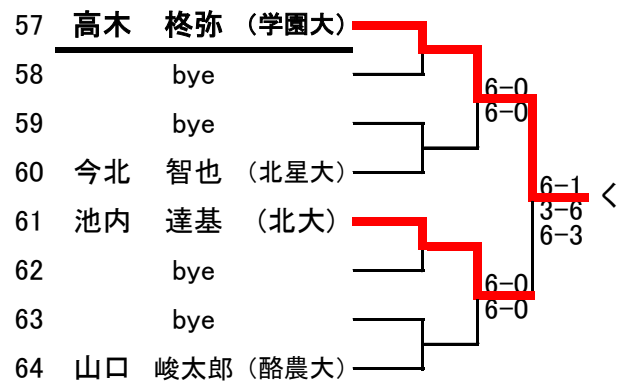 57 高木 柊弥 (学園大)
58 bye
6-0
59 bye
6-0
60 今北 智也 (北星大)
6-1 く
61 池内 達基 (北大)
3-6
6-3
62 bye
6-0
63 bye
6-0
64 山口 峻太郎 (酪農大)